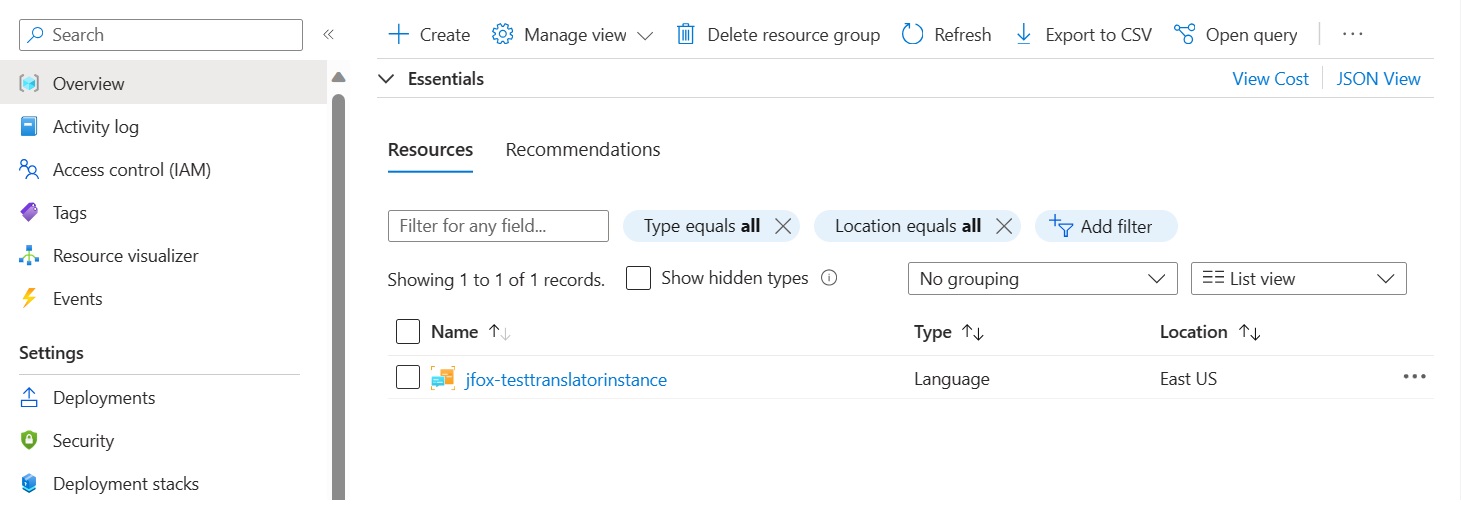 Search
Create Manage view Delete resource group Refresh Export to CSV Open query
Overview
Activity log
Access control (IAM)
Tags
Resource visualizer
Events
Settings
Deployments
Security
Deployment stacks
Essentials View Cost JSON View
Resources Recommendations
Filter for any field... Type equals all Location equals all Add filter
Showing 1 to 1 of 1 records. Show hidden types No grouping List view
Name Type Location
jfox-testtranslatorinstance Language East US